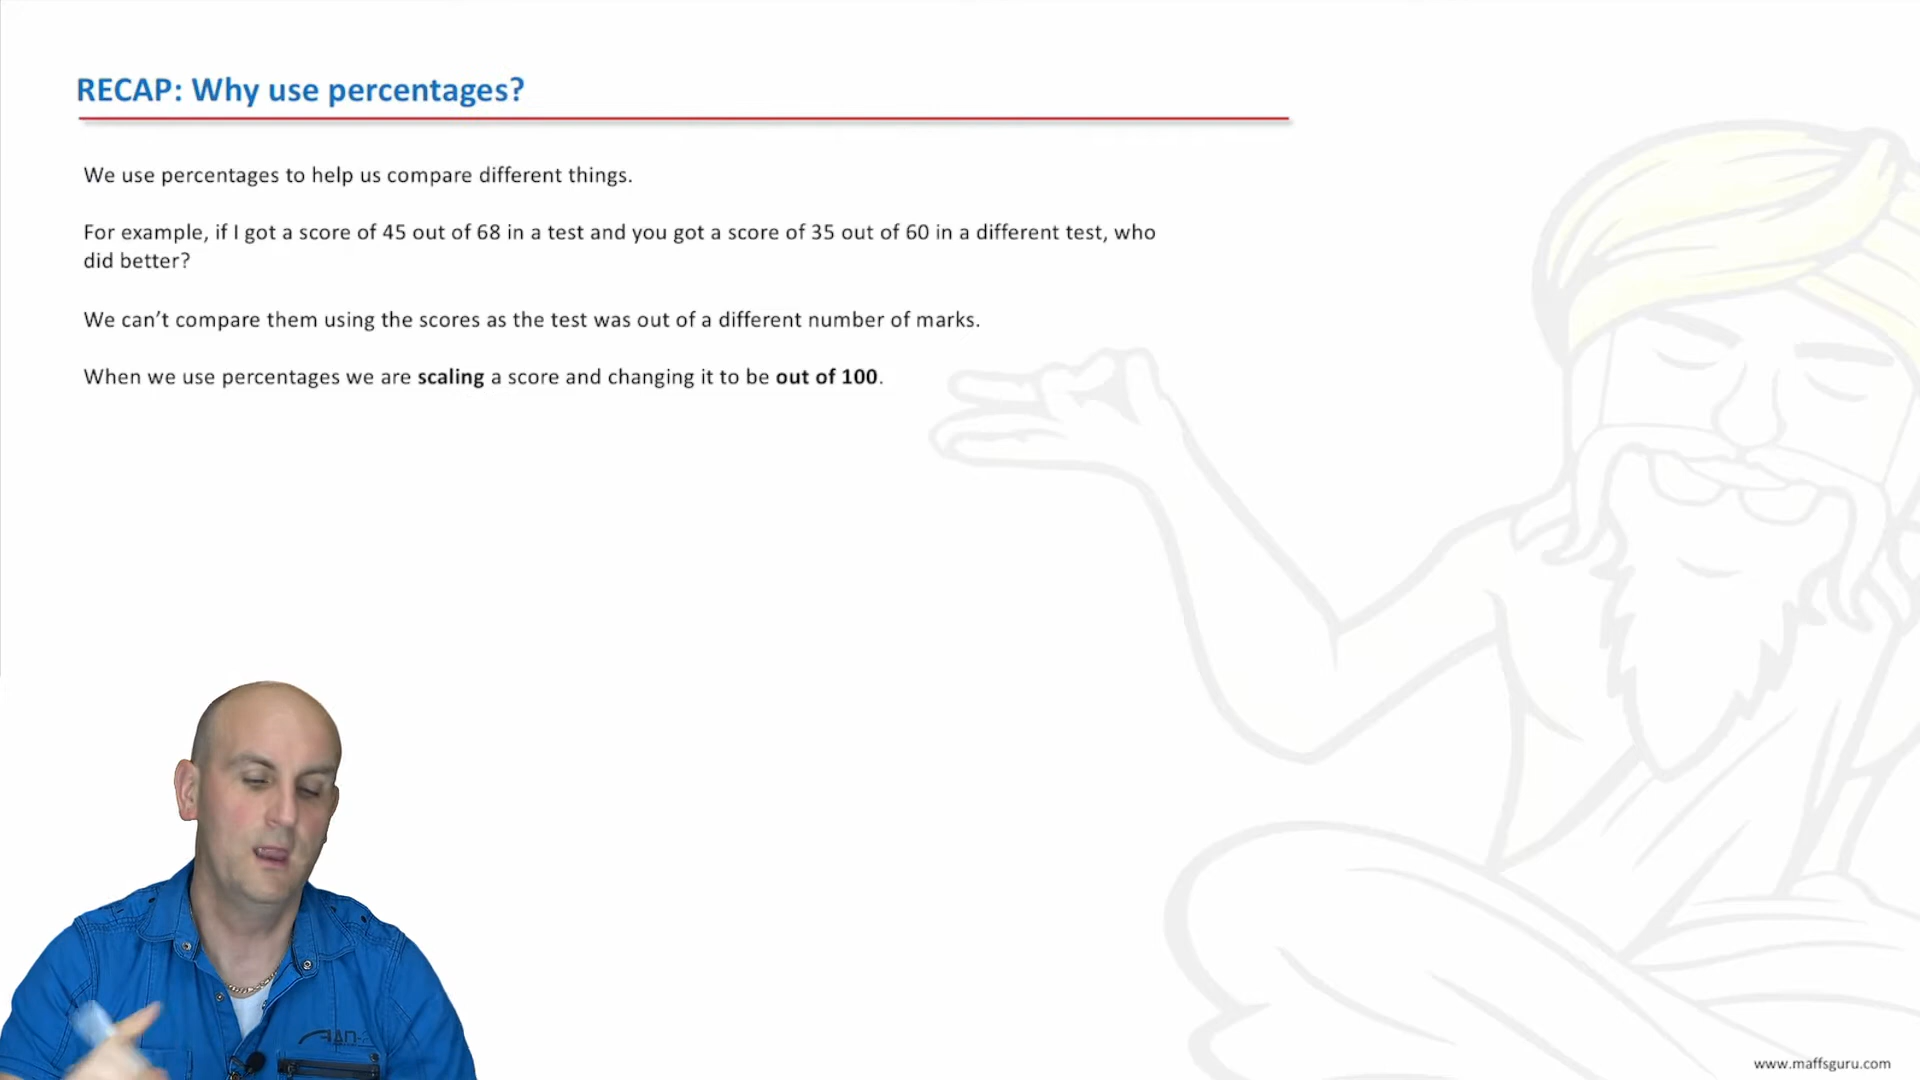 RECAP: Why use percentages?
We use percentages to help us compare different things.
For example, if I got a score of 45 out of 68 in a test and you got a score of 35 out of 60 in a different test, who
did better?
We can’t compare them using the scores as the test was out of a different number of marks.
When we use percentages we are scaling a score and changing it to be out of 100.
www.maffsguru.com